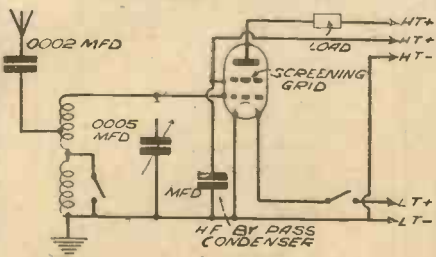 HT+
HT+
HT-
LOAD
0002 MFD
SCREENING
GRID
0005
MFD
MFD
HF BY PASS
CONDENSER
LT+
LT-